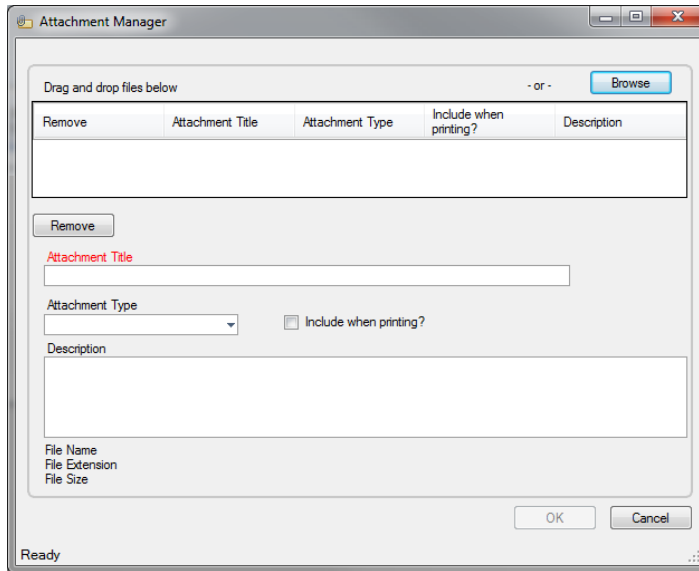 Attachment Manager
Drag and drop files below - or - Browse
Remove Attachment Title Attachment Type Include when printing? Description
Remove
Attachment Title
Attachment Type
Include when printing?
Description
File Name
File Extension
File Size
OK Cancel
Ready